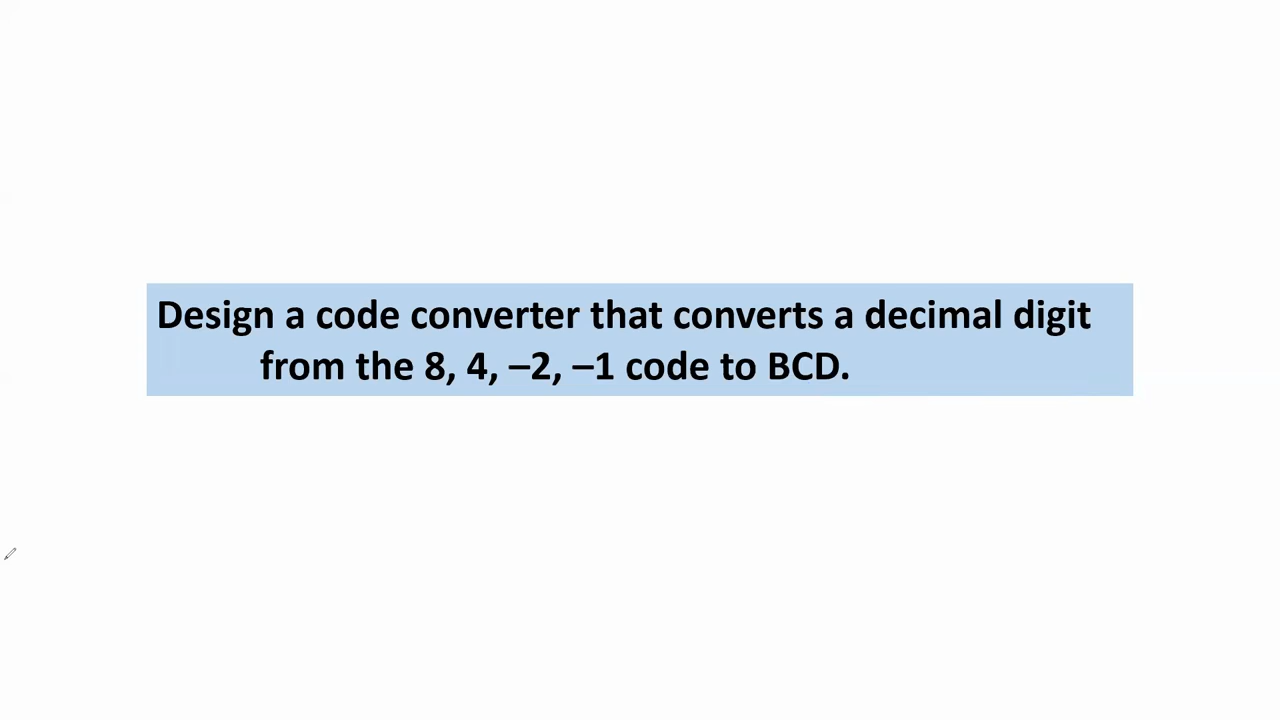 Design a code converter that converts a decimal digit
from the 8, 4, –2, –1 code to BCD.